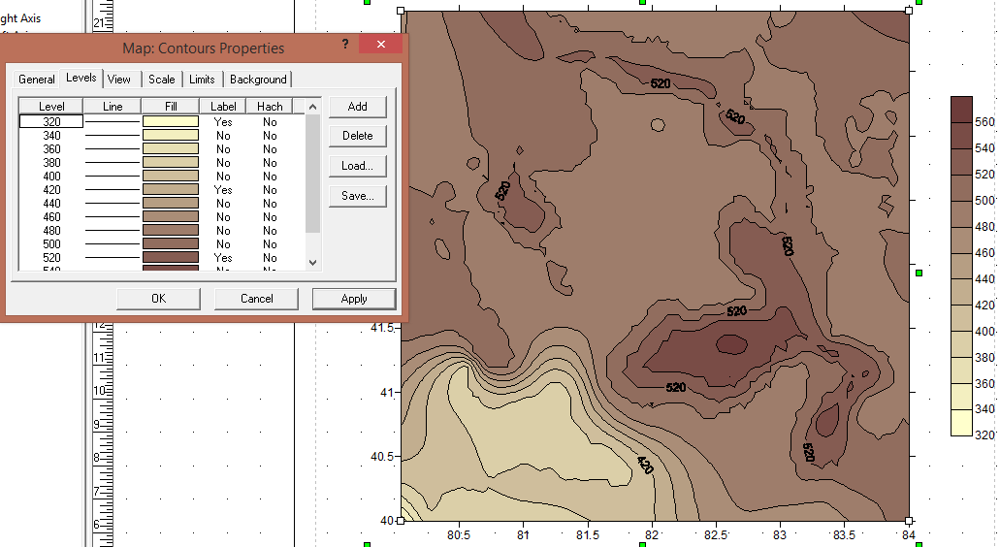 ght Axis
21
Map: Contours Properties ? ×
General Levels View Scale Limits Background
Level Line Fill Label Hach
320 Yes No
340 No No
360 No No
380 No No
400 No No
420 Yes No
440 No No
460 No No
480 No No
500 No No
520 Yes No
Add
Delete
Load...
Save...
OK Cancel Apply
12
11
10
9
8
7
6
41.5
41
40.5
40
80.5 81 81.5 82 82.5 83 83.5 84
520
520
520
520
520
520
520
420
560
540
520
500
480
460
440
420
400
380
360
340
320